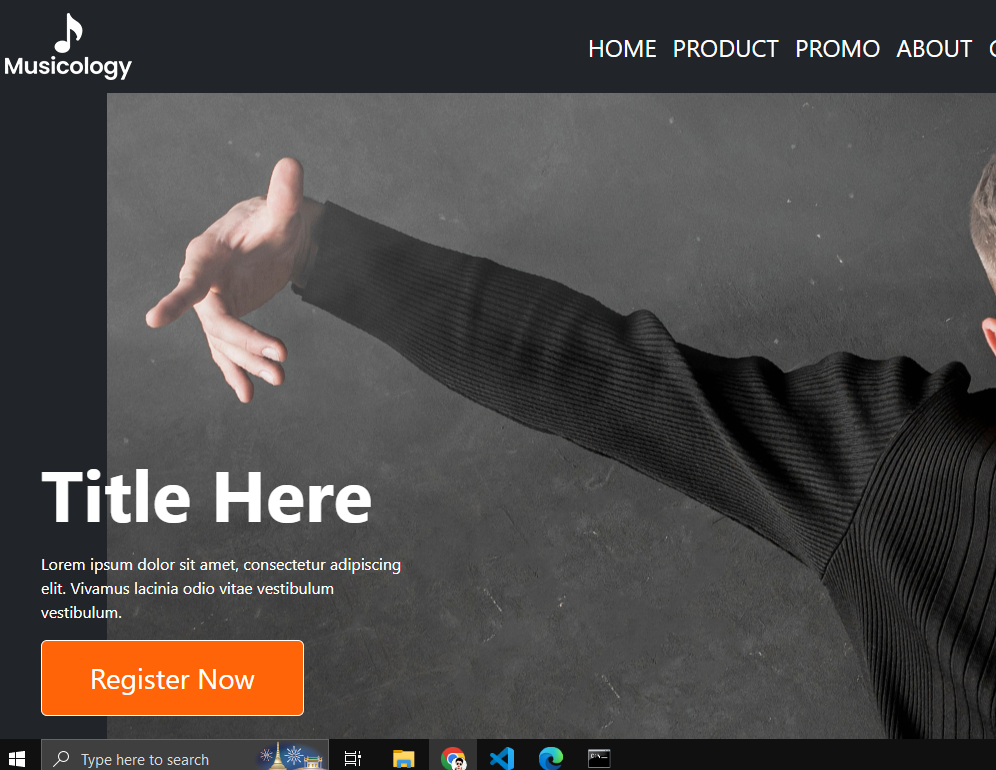 Musicology
HOME PRODUCT PROMO ABOUT
Title Here
Lorem ipsum dolor sit amet, consectetur adipiscing
elit. Vivamus lacinia odio vitae vestibulum
vestibulum.
Register Now
Type here to search